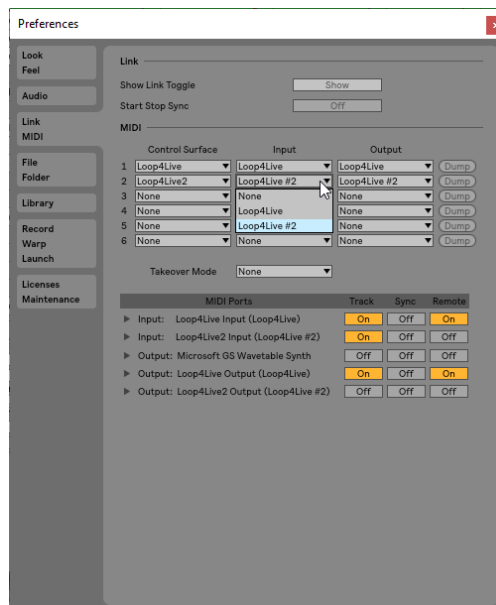 Preferences
Look
Feel
Audio
Link
MIDI
File
Folder
Library
Record
Warp
Launch
Licenses
Maintenance
Link
Show Link Toggle Show
Start Stop Sync Off
MIDI
Control Surface Input Output
1 Loop4Live Loop4Live Loop4Live Dump
2 Loop4Live2 Loop4Live #2 Loop4Live #2 Dump
3 None None None Dump
4 None Loop4Live None Dump
5 None Loop4Live #2 None Dump
6 None None None Dump
Takeover Mode None
MIDI Ports Track Sync Remote
Input: Loop4Live Input (Loop4Live) On Off On
Input: Loop4Live2 Input (Loop4Live #2) On Off Off
Output: Microsoft GS Wavetable Synth Off Off Off
Output: Loop4Live Output (Loop4Live) On Off On
Output: Loop4Live2 Output (Loop4Live #2) Off Off Off